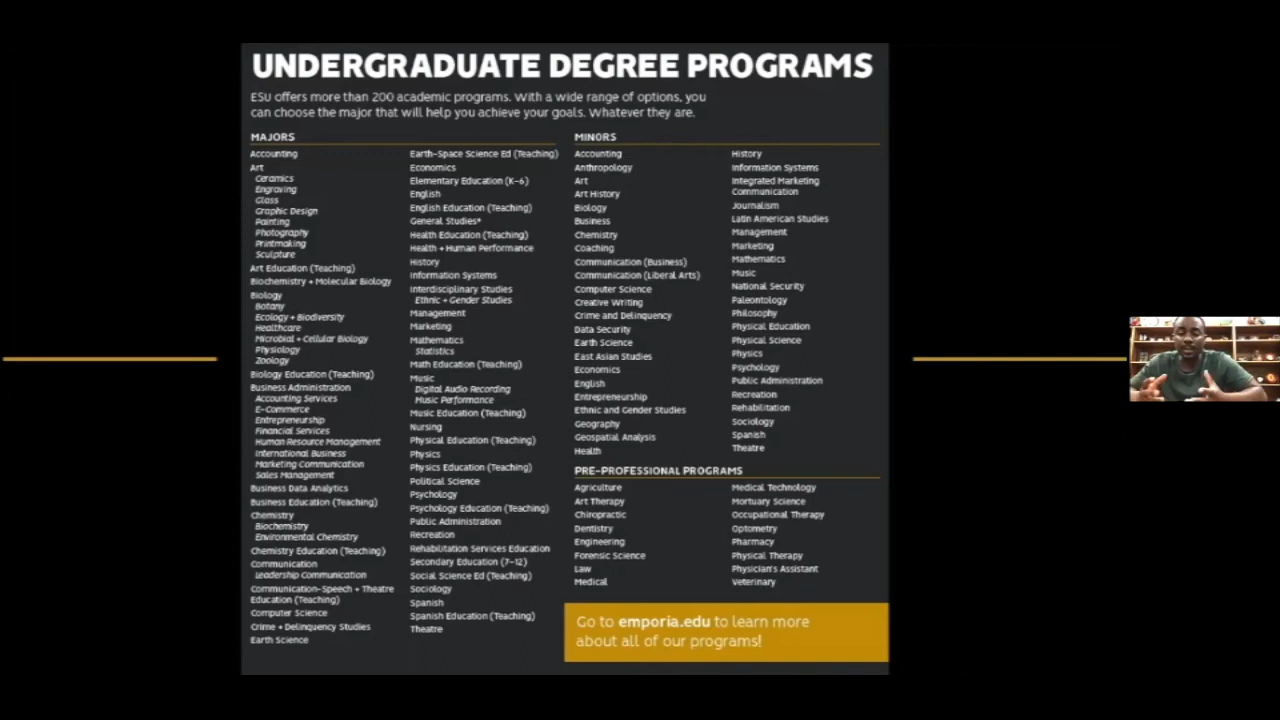 UNDERGRADUATE DEGREE PROGRAMS
ESU offers more than 200 academic programs. With a wide range of options, you
can choose the major that will help you achieve your goals. Whatever they are.
MAJORS
Accounting
Art
Ceramics
Engraving
Glass
Graphic Design
Painting
Photography
Printmaking
Sculpture
Art Education (Teaching)
Biochemistry + Molecular Biology
Biology
Botany
Ecology + Biodiversity
Healthcare
Microbial + Cellular Biology
Physiology
Zoology
Biology Education (Teaching)
Business Administration
Accounting Services
E-Commerce
Entrepreneurship
Financial Services
Human Resource Management
International Business
Marketing Communication
Sales Management
Business Data Analytics
Business Education (Teaching)
Chemistry
Biochemistry
Environmental Chemistry
Chemistry Education (Teaching)
Communication
Leadership Communication
Communication-Speech + Theatre
Education (Teaching)
Computer Science
Crime + Delinquency Studies
Earth Science
Earth-Space Science Ed (Teaching)
Economics
Elementary Education (K-6)
English
English Education (Teaching)
General Studies*
Health Education (Teaching)
Health + Human Performance
History
Information Systems
Interdisciplinary Studies
Ethnic + Gender Studies
Management
Marketing
Mathematics
Statistics
Math Education (Teaching)
Music
Digital Audio Recording
Music Performance
Music Education (Teaching)
Nursing
Physical Education (Teaching)
Physics
Physics Education (Teaching)
Political Science
Psychology
Psychology Education (Teaching)
Public Administration
Recreation
Rehabilitation Services Education
Secondary Education (7-12)
Social Science Ed (Teaching)
Sociology
Spanish
Spanish Education (Teaching)
Theatre
MINORS
Accounting
Anthropology
Art
Art History
Biology
Business
Chemistry
Coaching
Communication (Business)
Communication (Liberal Arts)
Computer Science
Creative Writing
Crime and Delinquency
Data Security
Earth Science
East Asian Studies
Economics
English
Entrepreneurship
Ethnic and Gender Studies
Geography
Geospatial Analysis
Health
History
Information Systems
Integrated Marketing
Communication
Journalism
Latin American Studies
Management
Marketing
Mathematics
Music
National Security
Paleontology
Philosophy
Physical Education
Physical Science
Physics
Psychology
Public Administration
Recreation
Rehabilitation
Sociology
Spanish
Theatre
PRE-PROFESSIONAL PROGRAMS
Agriculture
Art Therapy
Chiropractic
Dentistry
Engineering
Forensic Science
Law
Medical
Medical Technology
Mortuary Science
Occupational Therapy
Optometry
Pharmacy
Physical Therapy
Physician's Assistant
Veterinary
Go to emporia.edu to learn more
about all of our programs!